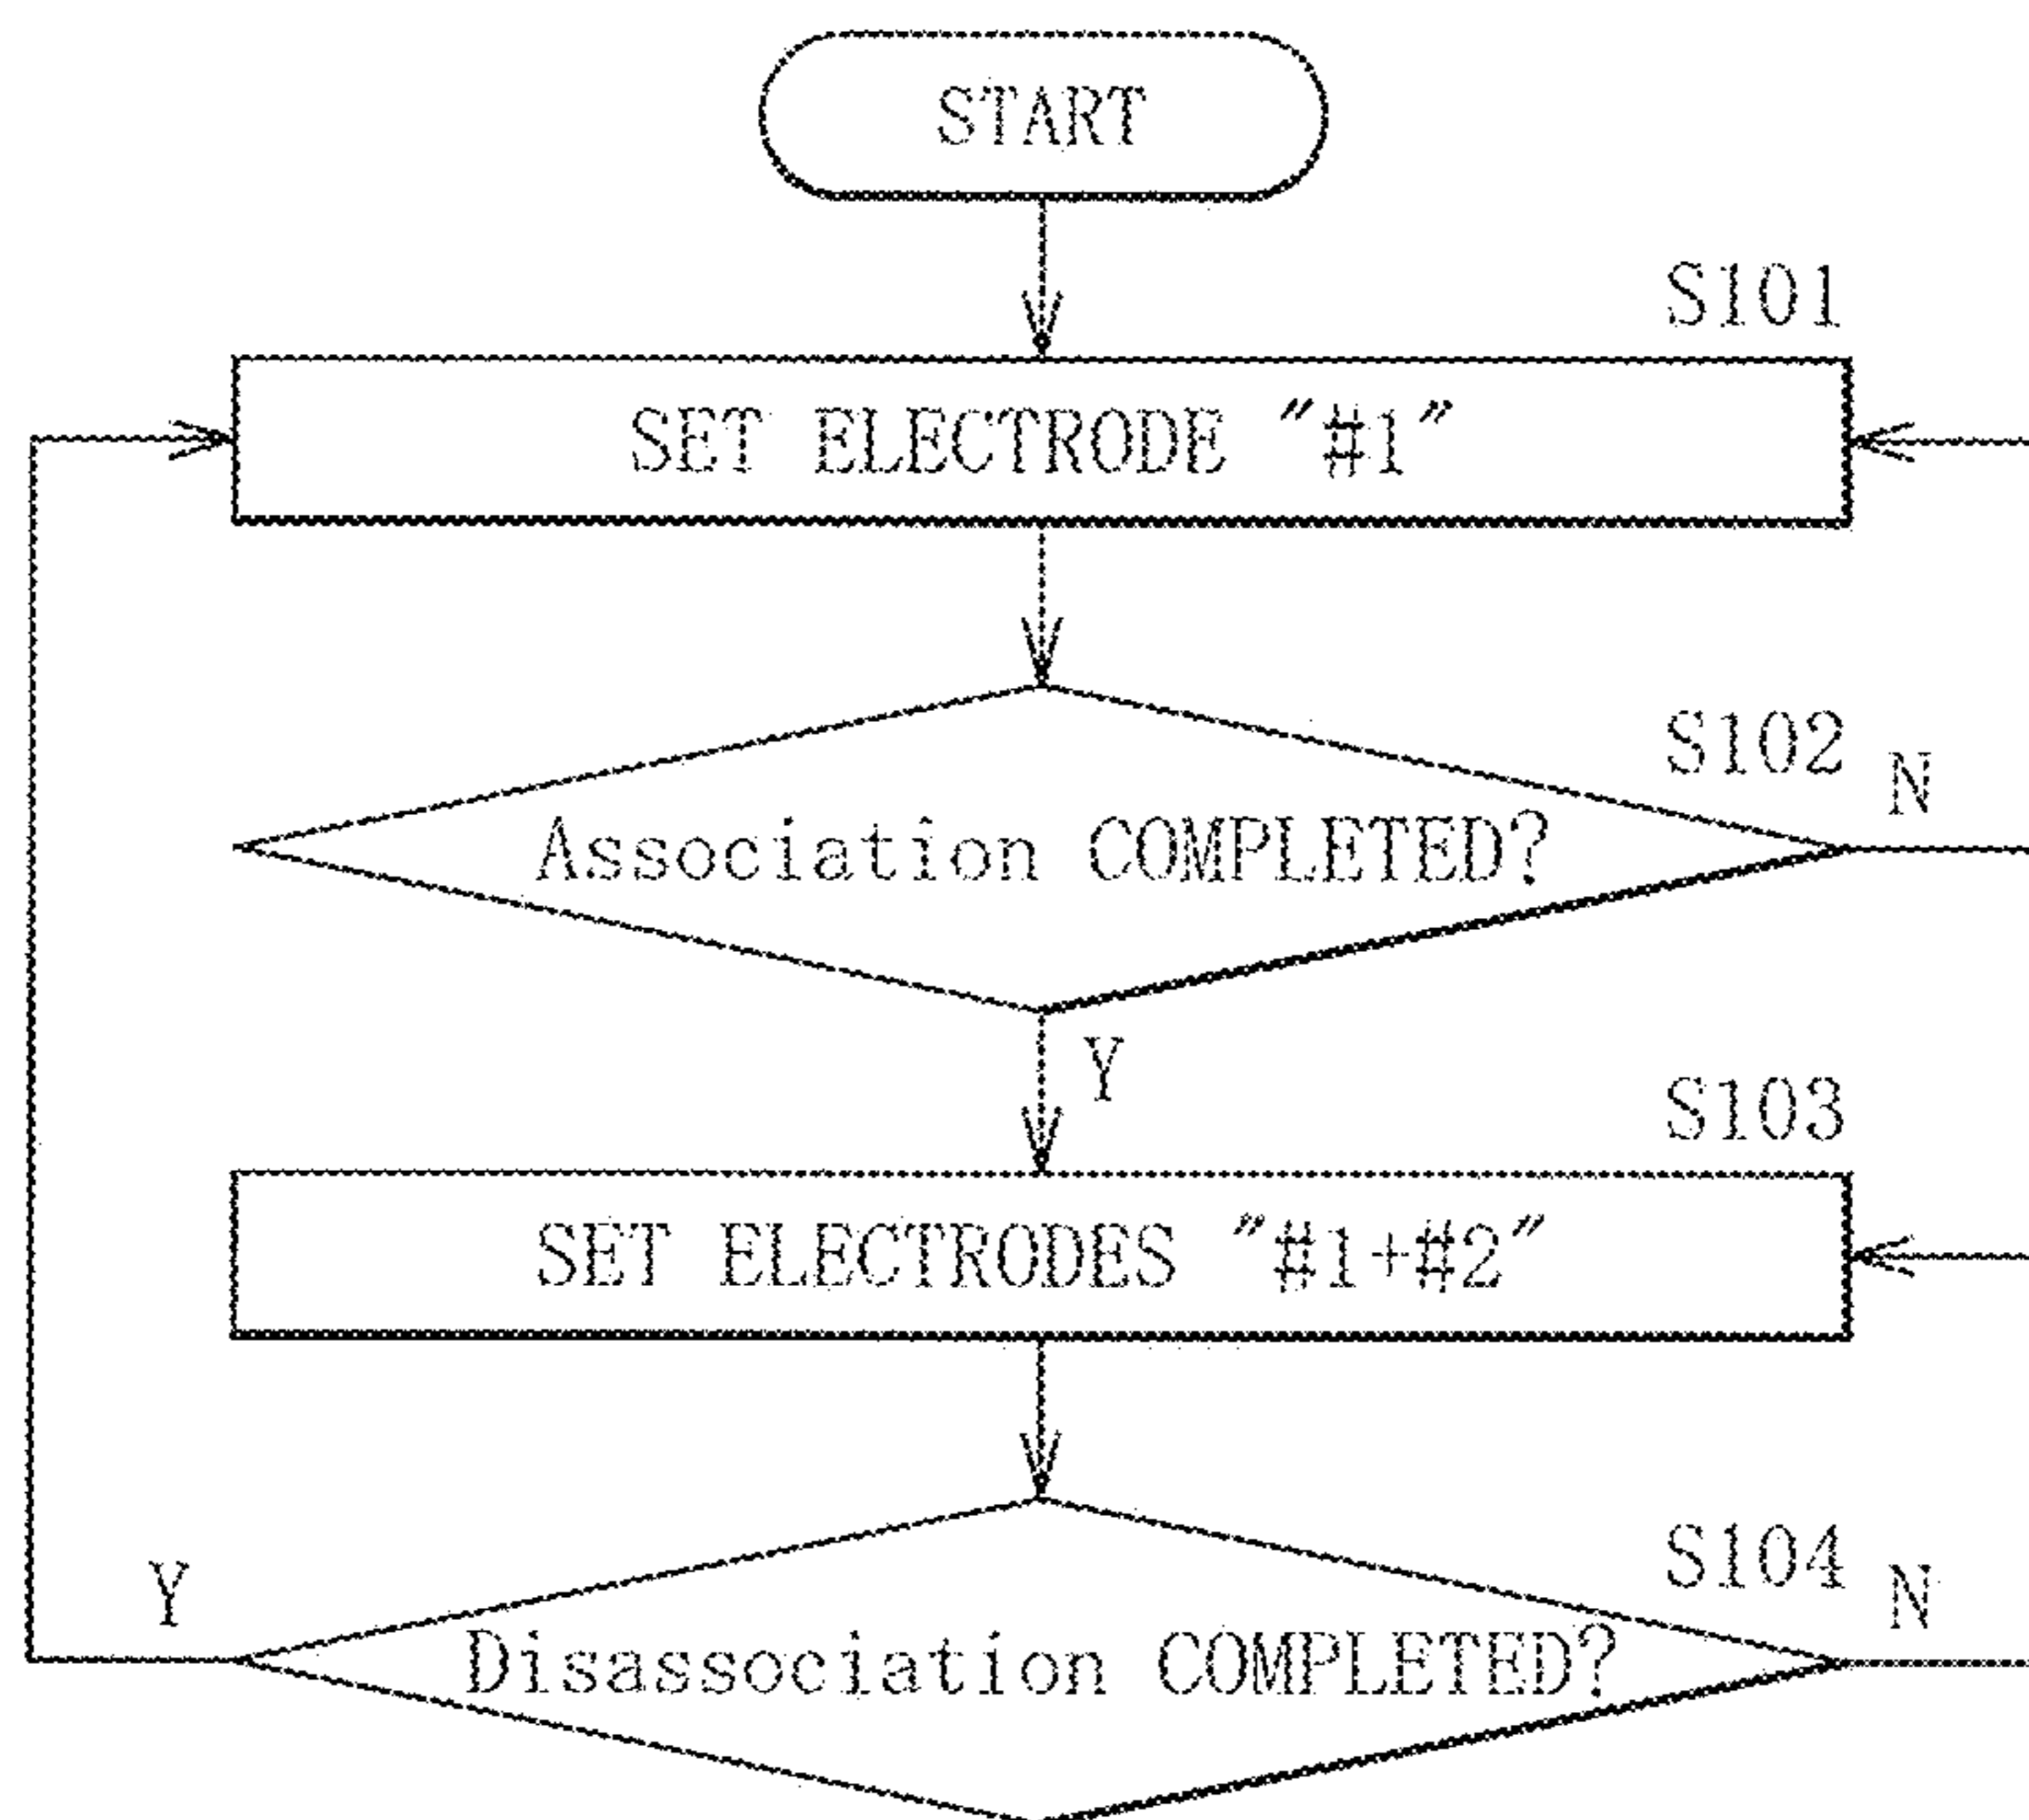 START
S101
SET ELECTRODE "#1"
S102
N
Association COMPLETED?
Y
S103
SET ELECTRODES "#1+#2"
S104
N
Y
Disassociation COMPLETED?